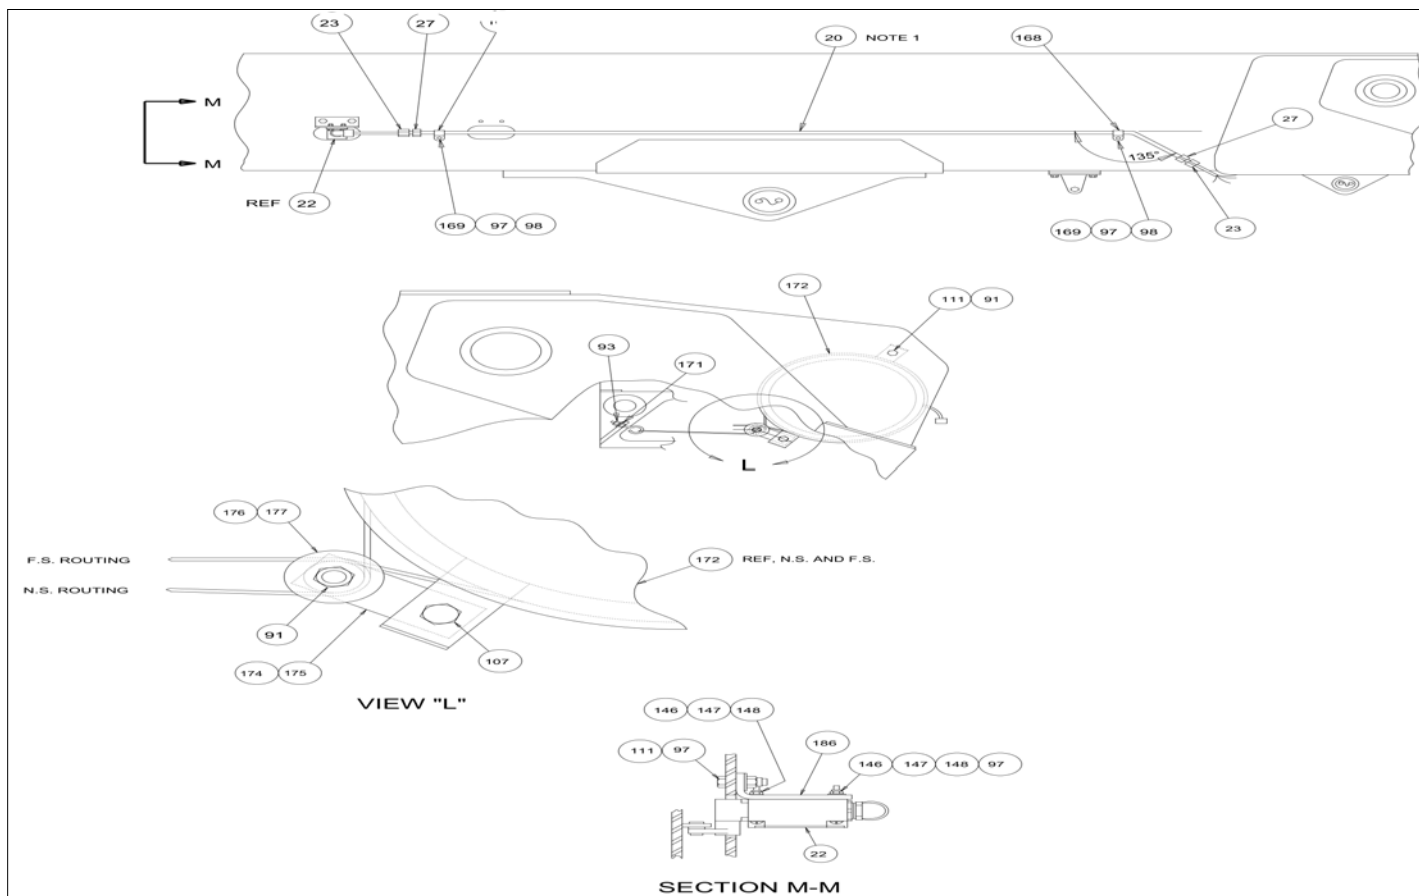 23 27 20 NOTE 1 168
M
27
M
135°
REF 22
169 97 98
169 97 98
23
172
111 91
93
171
L
176 177
F.S. ROUTING
172 REF, N.S. AND F.S.
N.S. ROUTING
91
107
174 175
VIEW "L"
146 147 148
111 97
186
146 147 148 97
22
SECTION M-M